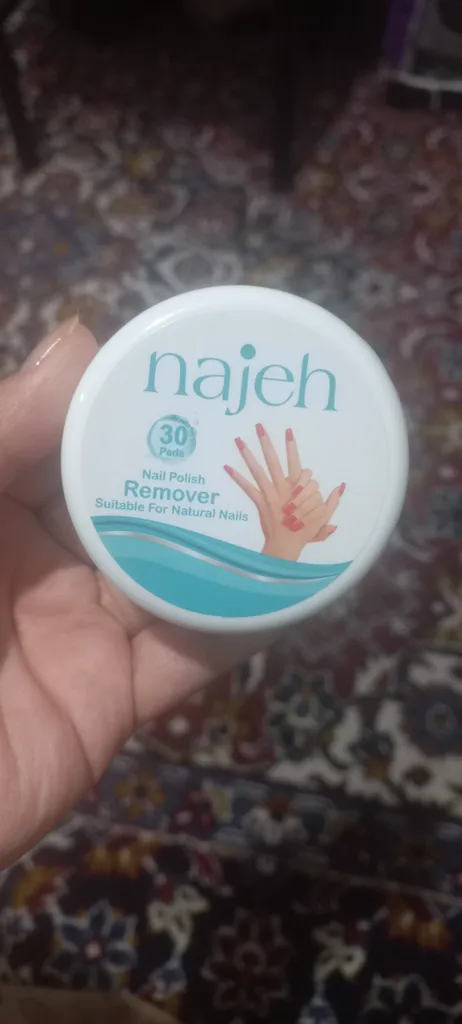 najeh
30
Pads
Nail Polish
Remover
Suitable For Natural Nails